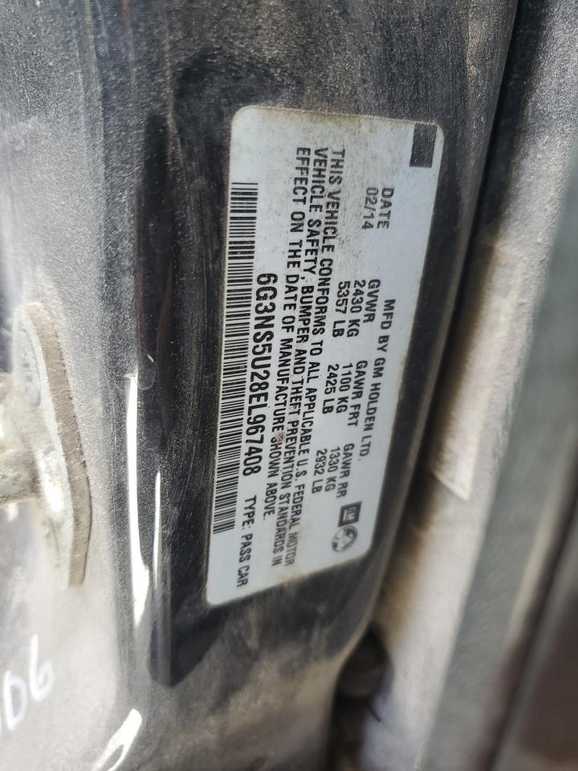 MFD BY GM HOLDEN LTD.
DATE GVWR GAWR FRT GAWR RR
02/14 2430 KG 1100 KG 1330 KG
5357 LB 2425 LB 2932 LB
THIS VEHICLE CONFORMS TO ALL APPLICABLE U.S. FEDERAL MOTOR
VEHICLE SAFETY, BUMPER AND THEFT PREVENTION STANDARDS IN
EFFECT ON THE DATE OF MANUFACTURE SHOWN ABOVE.
6G3NS5U28EL967408 TYPE: PASS CAR
GM
06